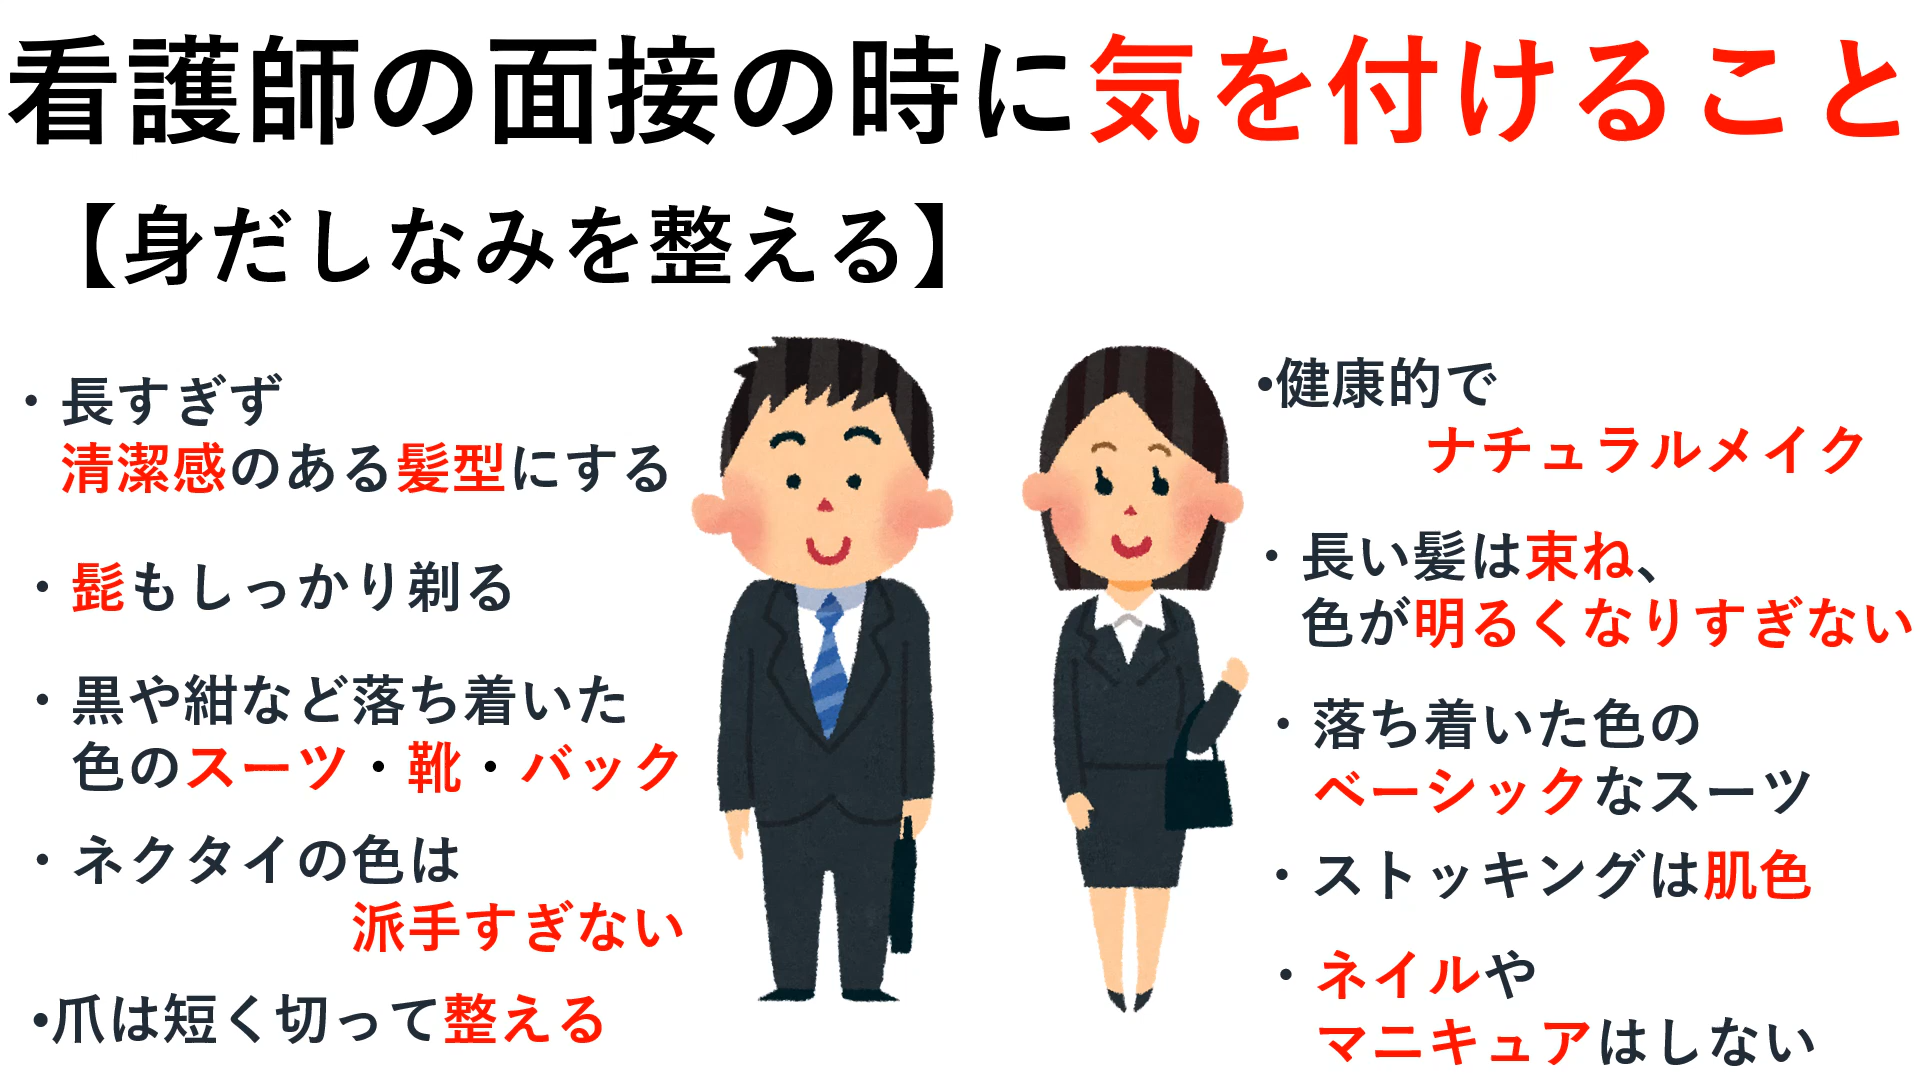 看護師の面接の時に気を付けること
【身だしなみを整える】
・長すぎず
清潔感のある髪型にする
・髭もしっかり剃る
・黒や紺など落ち着いた
色のスーツ・靴・バック
・ネクタイの色は
派手すぎない
•爪は短く切って整える
•健康的で
ナチュラルメイク
・長い髪は束ね、
色が明るくなりすぎない
・落ち着いた色の
ベーシックなスーツ
・ストッキングは肌色
・ネイルや
マニキュアはしない